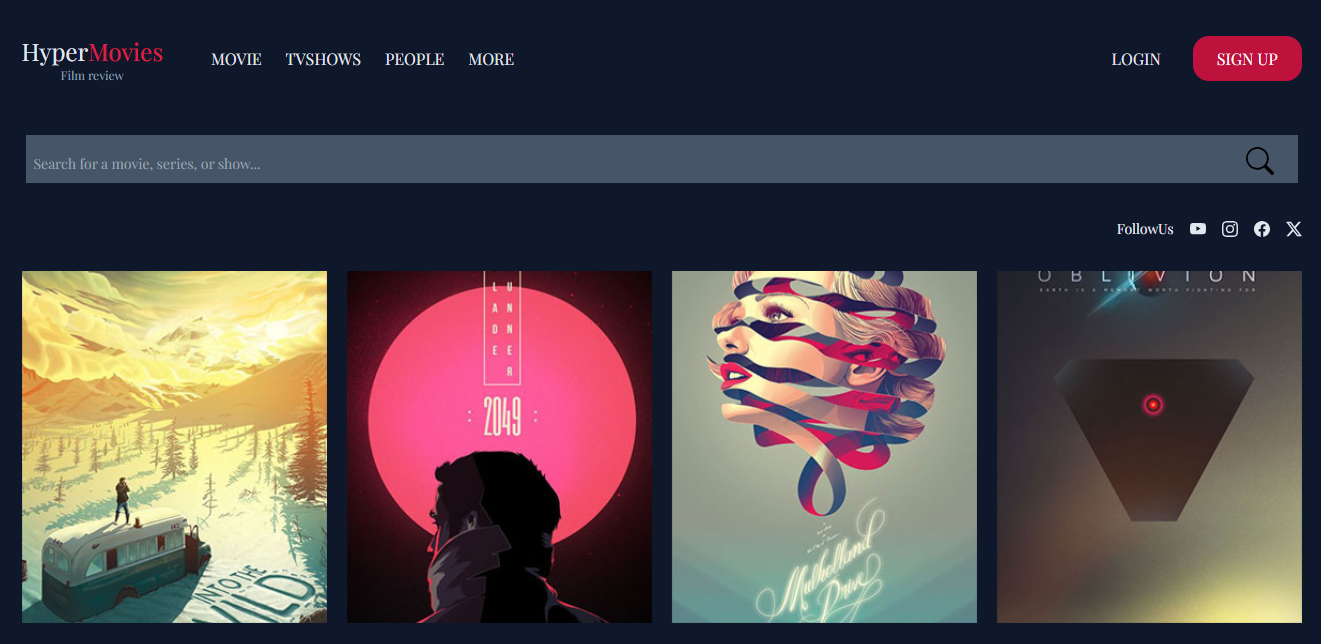 HyperMovies
Film review
MOVIE TVSHOWS PEOPLE MORE
LOGIN SIGN UP
Search for a movie, series, or show...
FollowUs
INTO THE
WILD
L U
A N
D N
E E
R
2049
Mulholland
Drive
OBLIVION
EARTH IS A MEMORY WORTH FIGHTING FOR